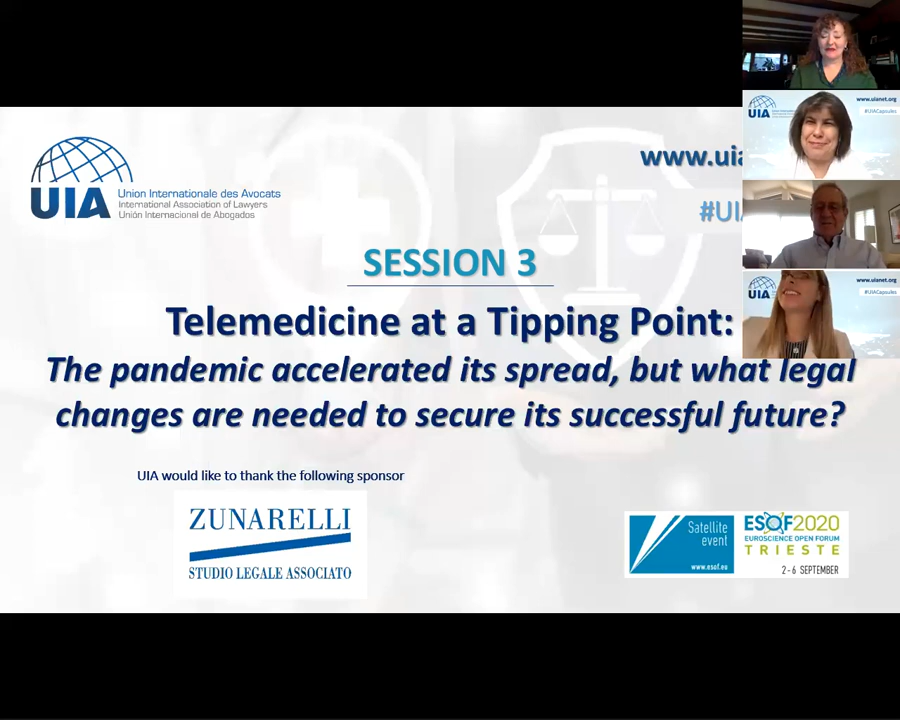 www.uianet.org
#UIACapsules
UIA
UIA
Union Internationale des Avocats
International Association of Lawyers
Unión Internacional de Abogados
www.uia
#UI
SESSION 3
Telemedicine at a Tipping Point:
The pandemic accelerated its spread, but what legal
changes are needed to secure its successful future?
www.uianet.org
#UIACapsules
UIA
UIA would like to thank the following sponsor
ZUNARELLI
STUDIO LEGALE ASSOCIATO
Satellite
event
www.esof.eu
ESOF2020
EUROSCIENCE OPEN FORUM
TRIESTE
2 - 6 SEPTEMBER